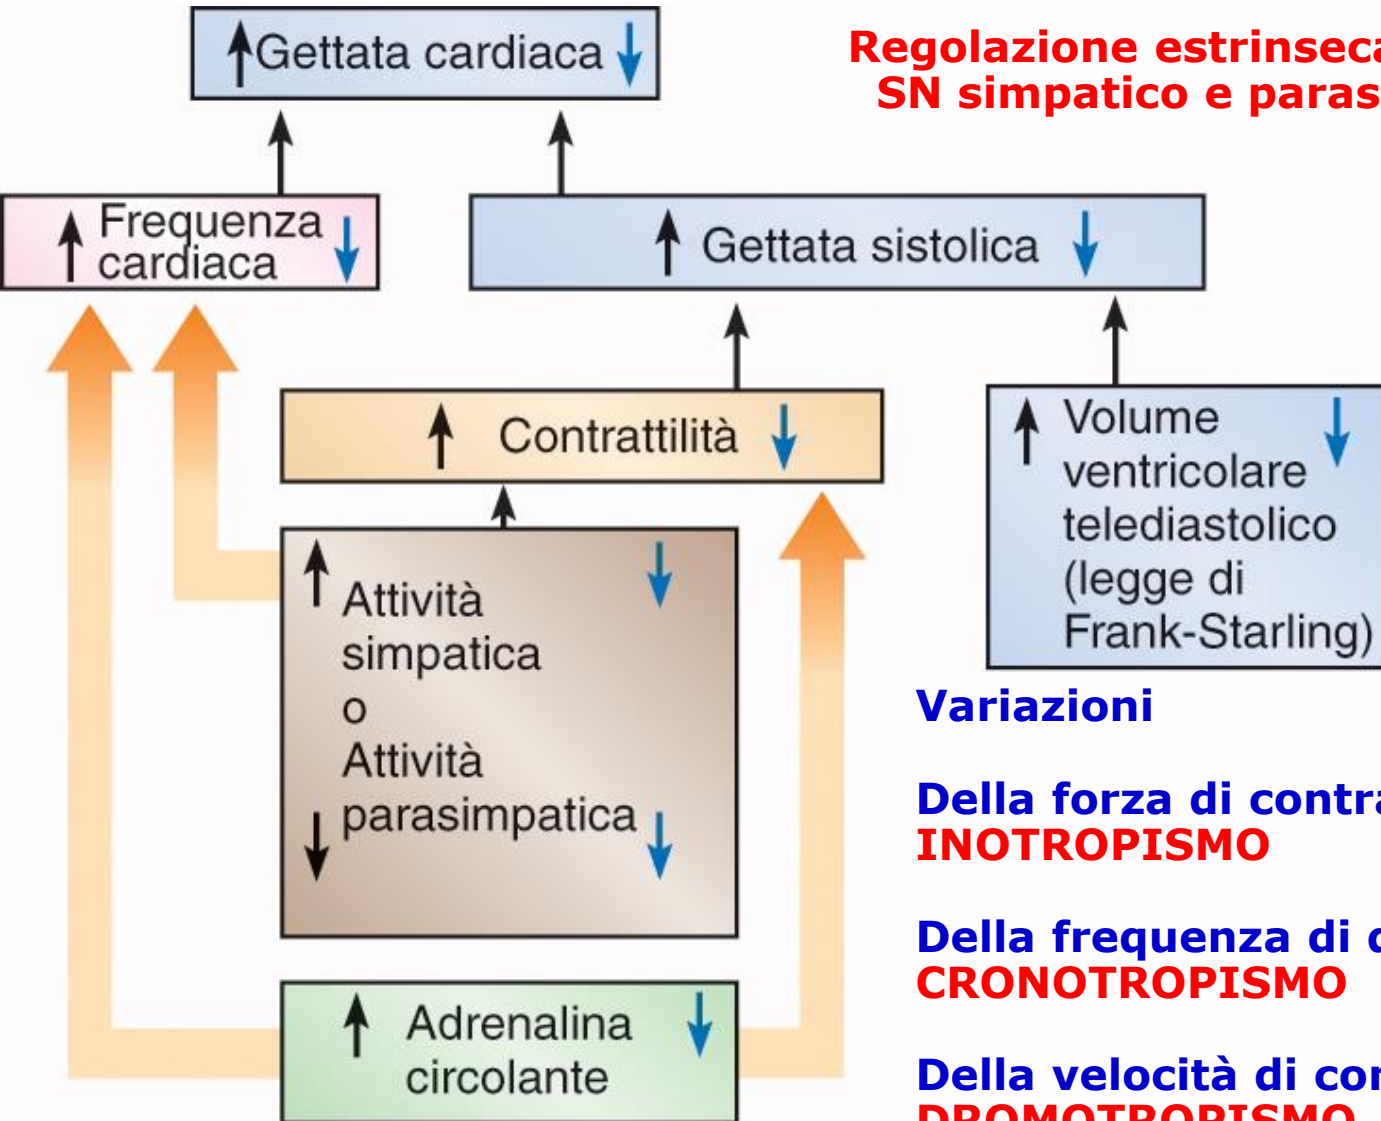 Gettata cardiaca
Regolazione estrinseca
SN simpatico e paras
Frequenza
cardiaca
Gettata sistolica
Contrattilità
Volume
ventricolare
telediastolico
(legge di
Frank-Starling)
Attività
simpatica
o
Attività
parasimpatica
Adrenalina
circolante
Variazioni
Della forza di contra
INOTROPISMO
Della frequenza di
CRONOTROPISMO
Della velocità di con
DROMOTROPISMO